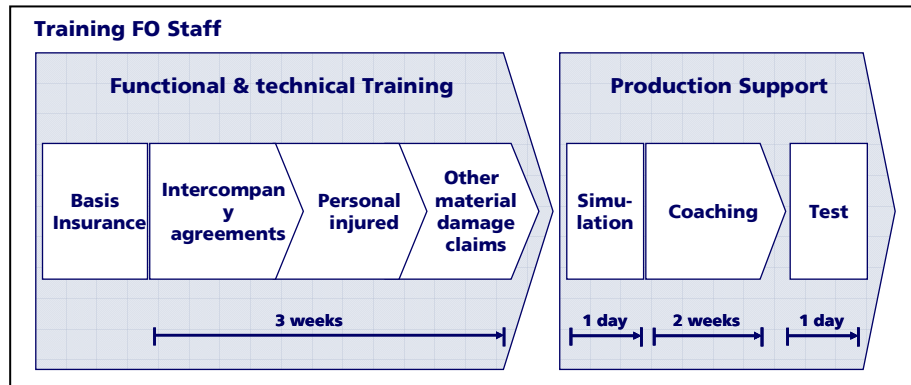 Training FO Staff
Functional & technical Training
Production Support
Basis
Insurance
Intercompan
y
agreements
Personal
injured
Other
material
damage
claims
Simu-
lation
Coaching
Test
3 weeks
1 day
2 weeks
1 day